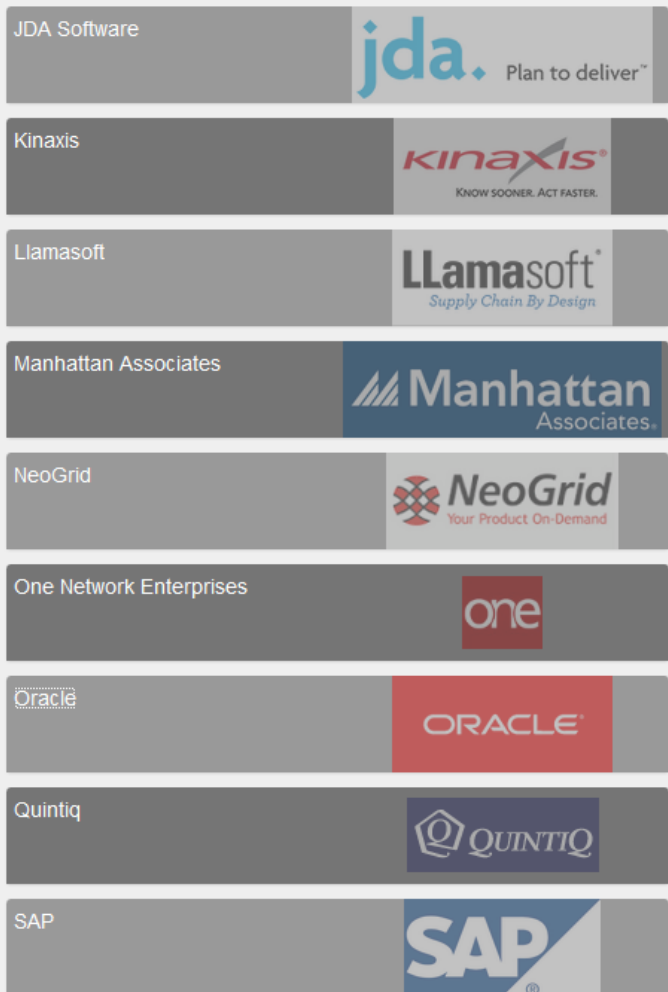 JDA Software
jda. Plan to deliver™
Kinaxis
KINAXIS®
KNOW SOONER. ACT FASTER.
Llamasoft
LLamasoft®
Supply Chain By Design
Manhattan Associates
Manhattan
Associates®
NeoGrid
NeoGrid
Your Product On-Demand
One Network Enterprises
one
Oracle
ORACLE®
Quintiq
Q QUINTIQ
SAP
SAP
®